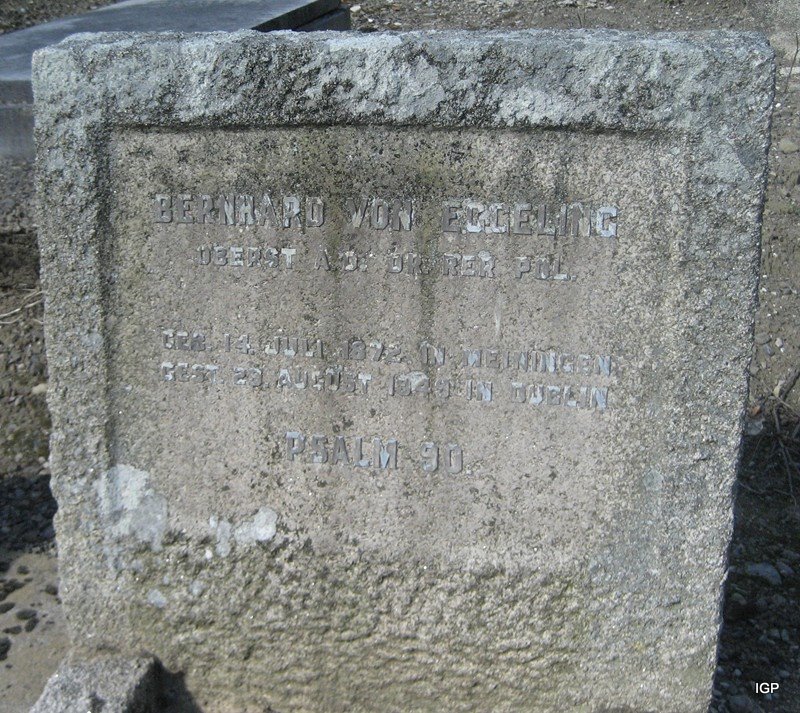 BERNHARD VON EGGELING
OBERST A.D. DR. RER POL.
GEB. 14. JULI 1872 IN MEININGEN
GEST 29. AUGUST 1949 IN DUBLIN
PSALM 90
IGP